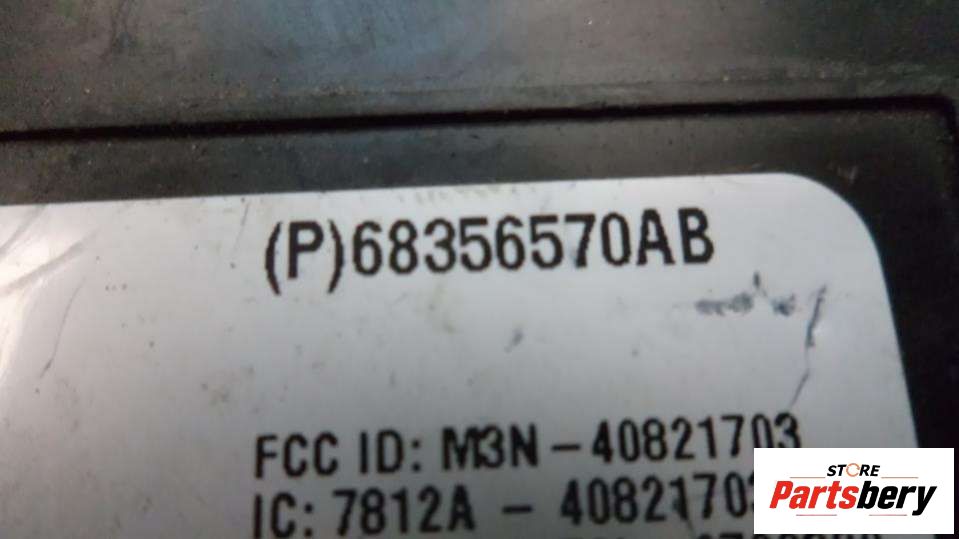 (P)68356570AB
FCC ID: M3N-40821703
IC: 7812A - 40821703
STORE
Partsbery